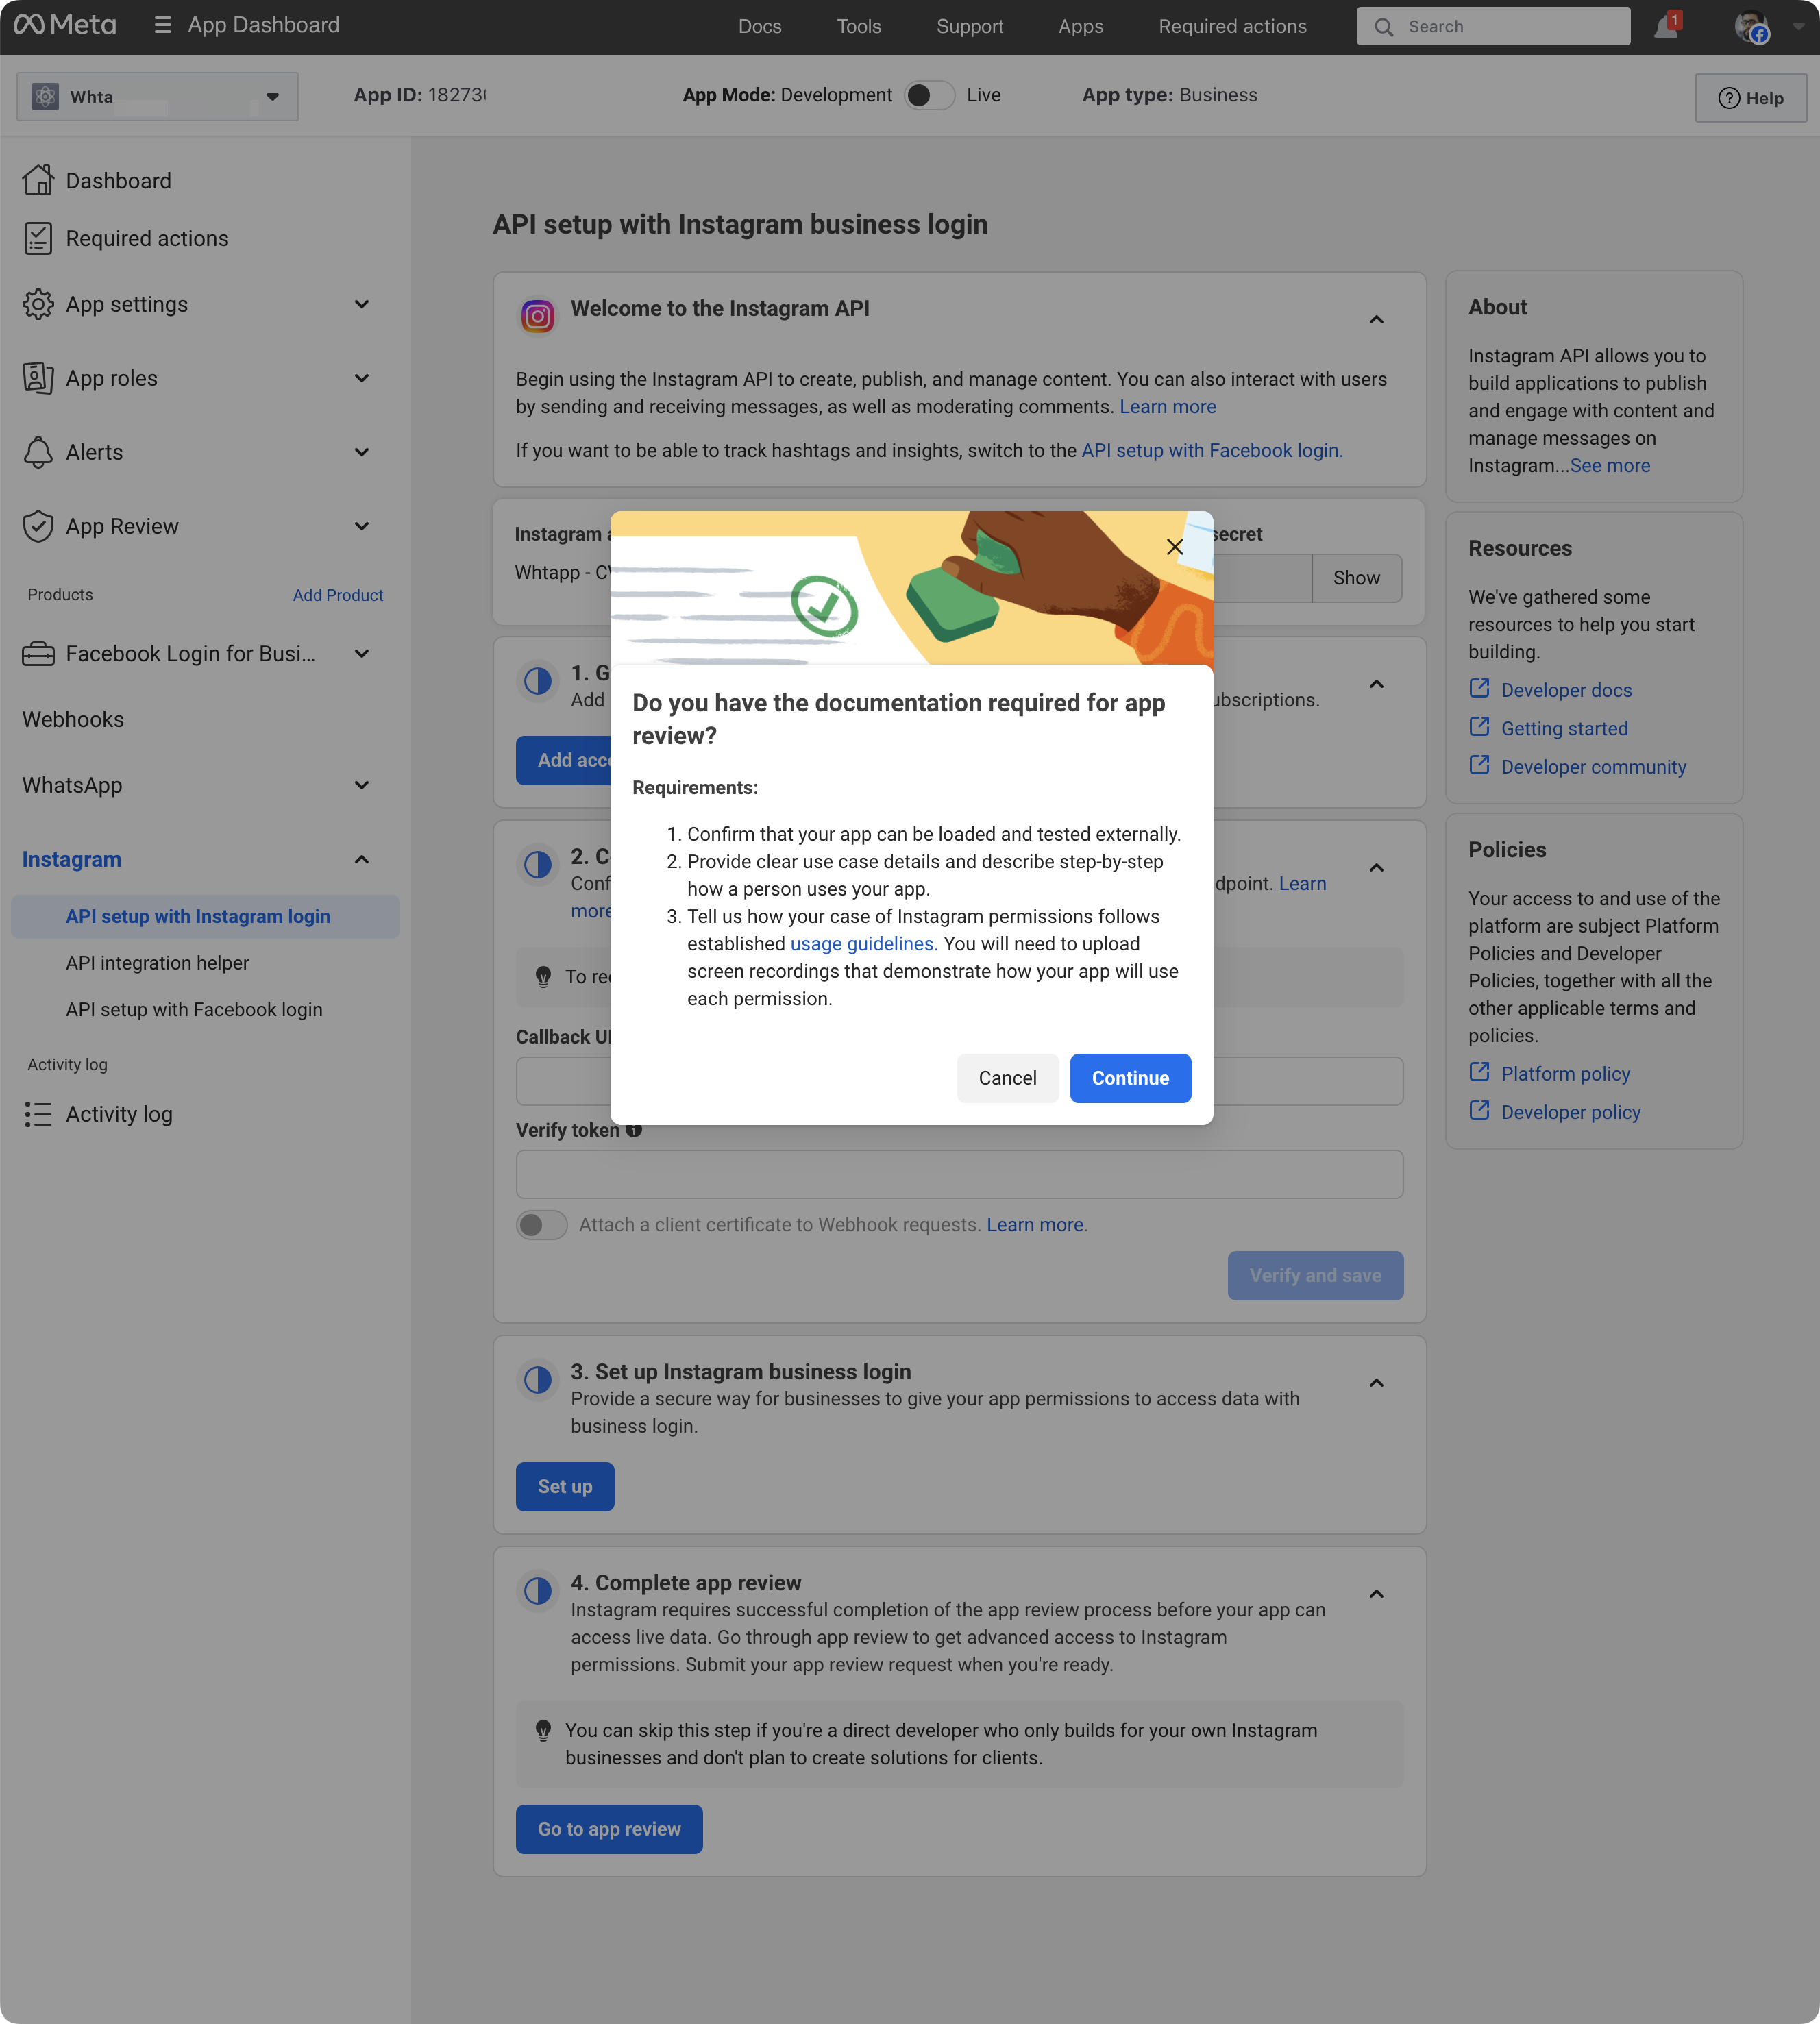 Meta
App Dashboard
Docs
Tools
Support
Apps
Required actions
Search
1
Whta
App ID: 18273
App Mode: Development
Live
App type: Business
Help
Dashboard
Required actions
App settings
App roles
Alerts
App Review
Products
Add Product
Facebook Login for Busi...
Webhooks
WhatsApp
Instagram
API setup with Instagram login
API integration helper
API setup with Facebook login
Activity log
Activity log
API setup with Instagram business login
Welcome to the Instagram API
Begin using the Instagram API to create, publish, and manage content. You can also interact with users
by sending and receiving messages, as well as moderating comments. Learn more
If you want to be able to track hashtags and insights, switch to the API setup with Facebook login.
Instagram
secret
Whtapp -
Show
1.
Add
ubscriptions.
Add acc
2.
Conf
dpoint. Learn
more
To re
Callback U
Verify token
Attach a client certificate to Webhook requests. Learn more.
Verify and save
Do you have the documentation required for app
review?
Requirements:
1. Confirm that your app can be loaded and tested externally.
2. Provide clear use case details and describe step-by-step
how a person uses your app.
3. Tell us how your case of Instagram permissions follows
established usage guidelines. You will need to upload
screen recordings that demonstrate how your app will use
each permission.
Cancel
Continue
3. Set up Instagram business login
Provide a secure way for businesses to give your app permissions to access data with
business login.
Set up
4. Complete app review
Instagram requires successful completion of the app review process before your app can
access live data. Go through app review to get advanced access to Instagram
permissions. Submit your app review request when you're ready.
You can skip this step if you're a direct developer who only builds for your own Instagram
businesses and don't plan to create solutions for clients.
Go to app review
About
Instagram API allows you to
build applications to publish
and engage with content and
manage messages on
Instagram...See more
Resources
We've gathered some
resources to help you start
building.
Developer docs
Getting started
Developer community
Policies
Your access to and use of the
platform are subject Platform
Policies and Developer
Policies, together with all the
other applicable terms and
policies.
Platform policy
Developer policy